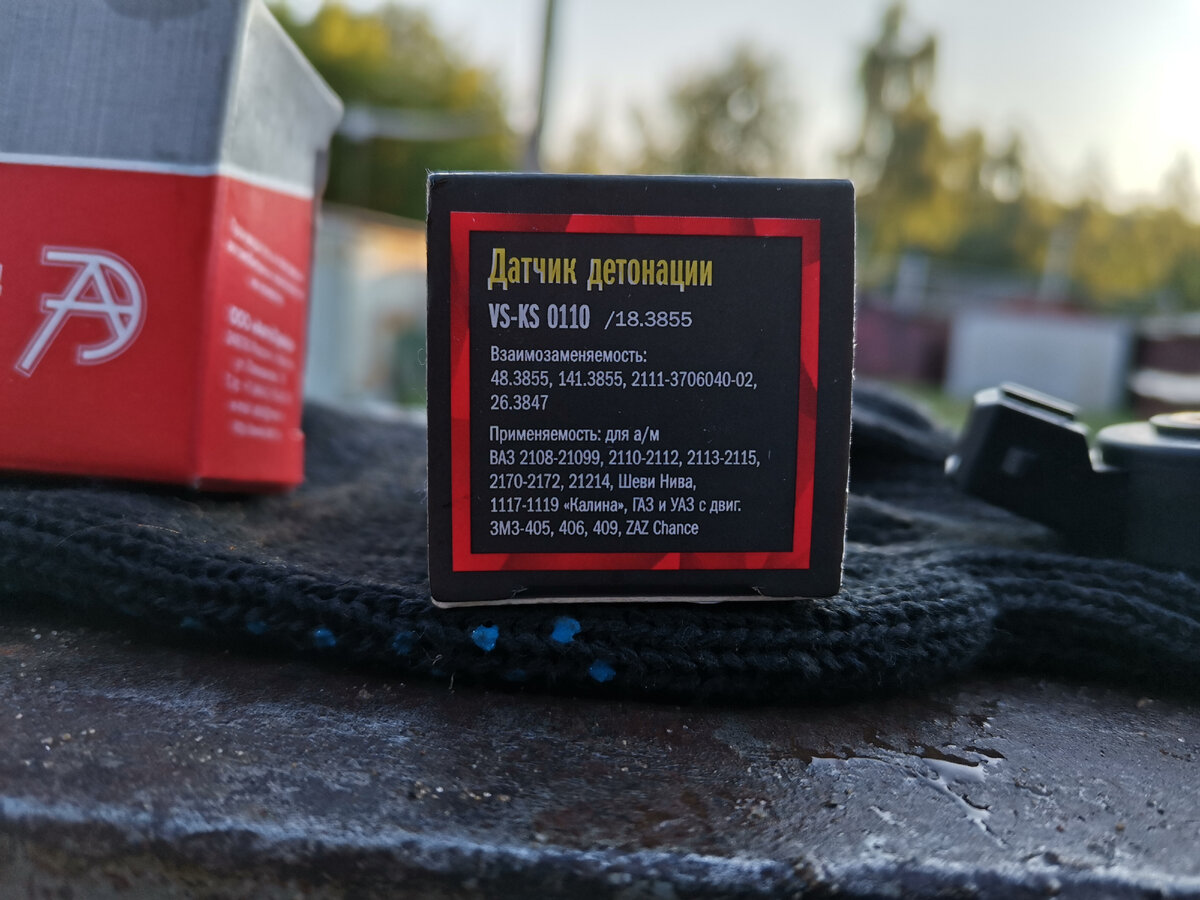 Датчик детонации
VS-KS 0110 /18.3855
Взаимозаменяемость:
48.3855, 141.3855, 2111-3706040-02,
26.3847
Применяемость: для а/м
ВАЗ 2108-21099, 2110-2112, 2113-2115,
2170-2172, 21214, Шеви Нива,
1117-1119 «Калина», ГАЗ и УАЗ с двиг.
ЗМЗ-405, 406, 409, ZAZ Chance